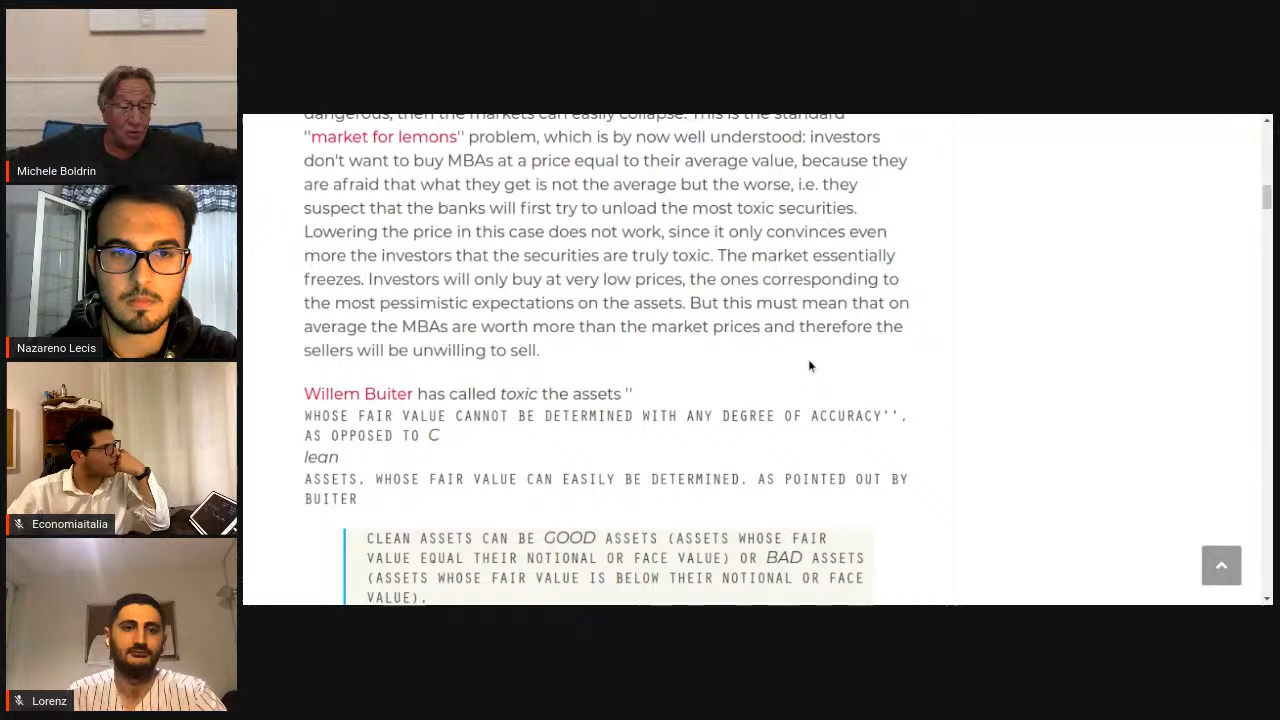 Michele Boldrin
Nazareno Lecis
Economiaitalia
Lorenz
dangerous, then the markets can easily collapse. This is the standard
"market for lemons" problem, which is by now well understood: investors
don't want to buy MBAs at a price equal to their average value, because they
are afraid that what they get is not the average but the worse, i.e. they
suspect that the banks will first try to unload the most toxic securities.
Lowering the price in this case does not work, since it only convinces even
more the investors that the securities are truly toxic. The market essentially
freezes. Investors will only buy at very low prices, the ones corresponding to
the most pessimistic expectations on the assets. But this must mean that on
average the MBAs are worth more than the market prices and therefore the
sellers will be unwilling to sell.
Willem Buiter has called toxic the assets ''
WHOSE FAIR VALUE CANNOT BE DETERMINED WITH ANY DEGREE OF ACCURACY'',
AS OPPOSED TO C
lean
ASSETS, WHOSE FAIR VALUE CAN EASILY BE DETERMINED. AS POINTED OUT BY
BUITER
CLEAN ASSETS CAN BE GOOD ASSETS (ASSETS WHOSE FAIR
VALUE EQUAL THEIR NOTIONAL OR FACE VALUE) OR BAD ASSETS
(ASSETS WHOSE FAIR VALUE IS BELOW THEIR NOTIONAL OR FACE
VALUE).